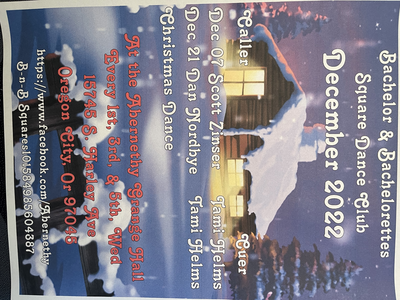 Bachelor & Bachelorettes
Square Dance Club
December 2022
Caller Cuer
Dec 07 Scott Zinser Tami Helms
Dec 21 Dan Nordbye Tami Helms
Christmas Dance
At the Abernethy Grange Hall
Every 1st, 3rd, & 5th Wed
15745 S. Harley Ave
Oregon City, Or 97045
https://www.facebook.com/Abernethy
B-n-B Squares101584985604387